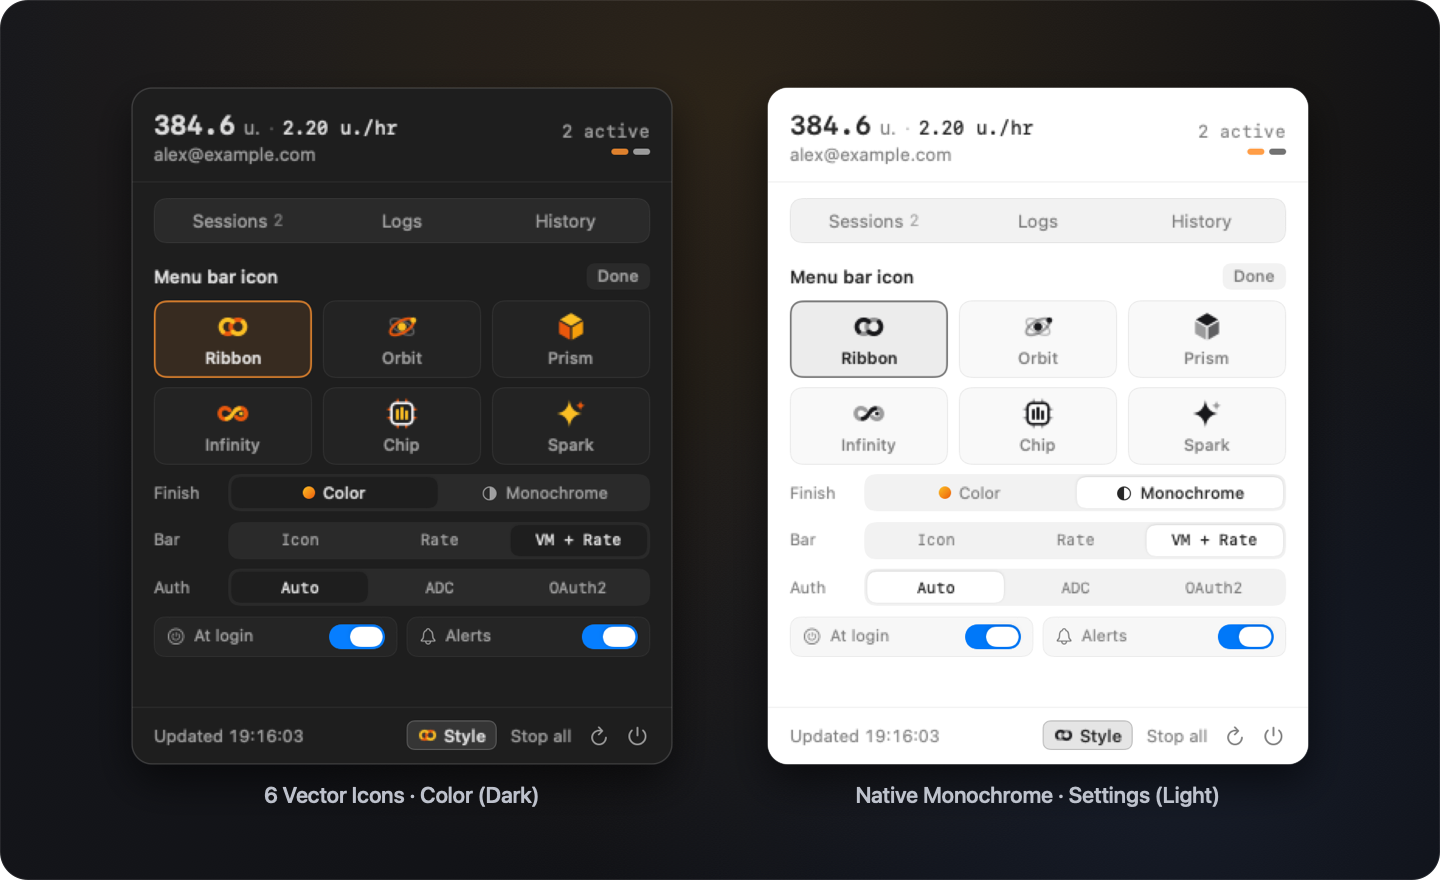 384.6 u. · 2.20 u./hr
2 active
alex@example.com
Sessions 2
Logs
History
Menu bar icon
Done
Ribbon
Orbit
Prism
Infinity
Chip
Spark
Finish
Color
Monochrome
Bar
Icon
Rate
VM + Rate
Auth
Auto
ADC
OAuth2
At login
Alerts
Updated 19:16:03
Style
Stop all
6 Vector Icons · Color (Dark)
384.6 u. · 2.20 u./hr
2 active
alex@example.com
Sessions 2
Logs
History
Menu bar icon
Done
Ribbon
Orbit
Prism
Infinity
Chip
Spark
Finish
Color
Monochrome
Bar
Icon
Rate
VM + Rate
Auth
Auto
ADC
OAuth2
At login
Alerts
Updated 19:16:03
Style
Stop all
Native Monochrome · Settings (Light)